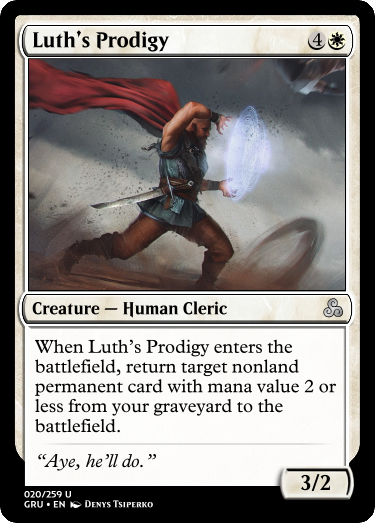 Luth's Prodigy 4
Creature — Human Cleric
When Luth's Prodigy enters the
battlefield, return target nonland
permanent card with mana value 2 or
less from your graveyard to the
battlefield.
“Aye, he'll do.”
3/2
020/259 U
GRU • EN Denys Tsiperko